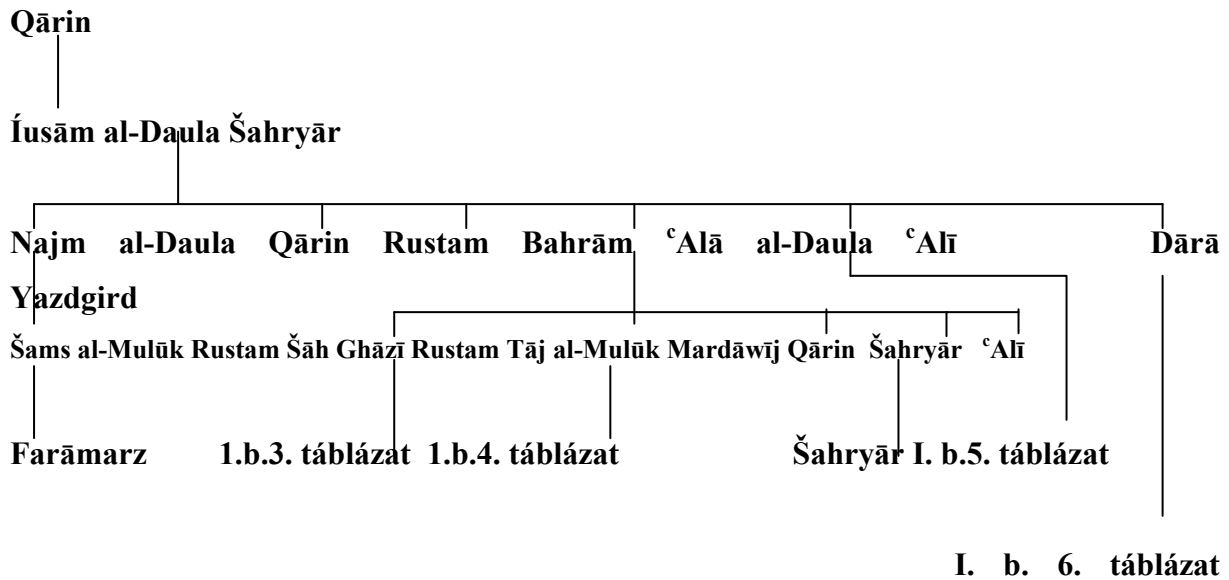 Qārin
Íusām al-Daula Šahryār
Najm al-Daula Qārin Rustam Bahrām ᶜAlā al-Daula ᶜAlī Dārā
Yazdgird
Šams al-Mulūk Rustam Šāh Ghāzī Rustam Tāj al-Mulūk Mardāwīj Qārin Šahryār ᶜAlī
Farāmarz 1.b.3. táblázat 1.b.4. táblázat Šahryār I. b.5. táblázat
I. b. 6. táblázat